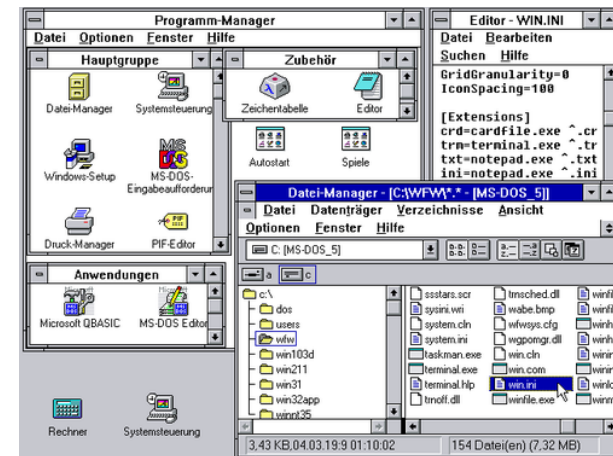 Programm-Manager
Datei Optionen Fenster Hilfe
Hauptgruppe
Datei-Manager
Systemsteuerung
Windows-Setup
MS-DOS-
Eingabeaufforderun
Druck-Manager
PIF-Editor
Zubehör
Zeichentabelle
Editor
Autostart
Spiele
Anwendungen
Microsoft QBASIC
MS-DOS Editor
Rechner
Systemsteuerung
Editor - WIN.INI
Datei Bearbeiten
Suchen Hilfe
GridGranularity=0
IconSpacing=100
[Extensions]
crd=cardfile.exe ^.cr
trm=terminal.exe ^.tr
txt=notepad.exe ^.txt
ini=notepad.exe ^.ini
Datei-Manager - [C:\WFW\*.* - [MS-DOS_5]]
Datei Datenträger Verzeichnisse Ansicht
Optionen Fenster Hilfe
C: [MS-DOS_5]
a c
c:\
dos
users
wfw
win103d
win211
win31
win32app
winnt35
ssstars.scr
sysini.wri
system.cln
system.ini
taskman.exe
terminal.exe
terminal.hlp
tmoff.dll
tmsched.dll
wabe.bmp
wfwsys.cfg
wgpomgr.dll
win.cln
win.com
win.ini
winfile.exe
3,43 KB,04.03.19:9 01:10:02
154 Datei(en) (7,32 MB)